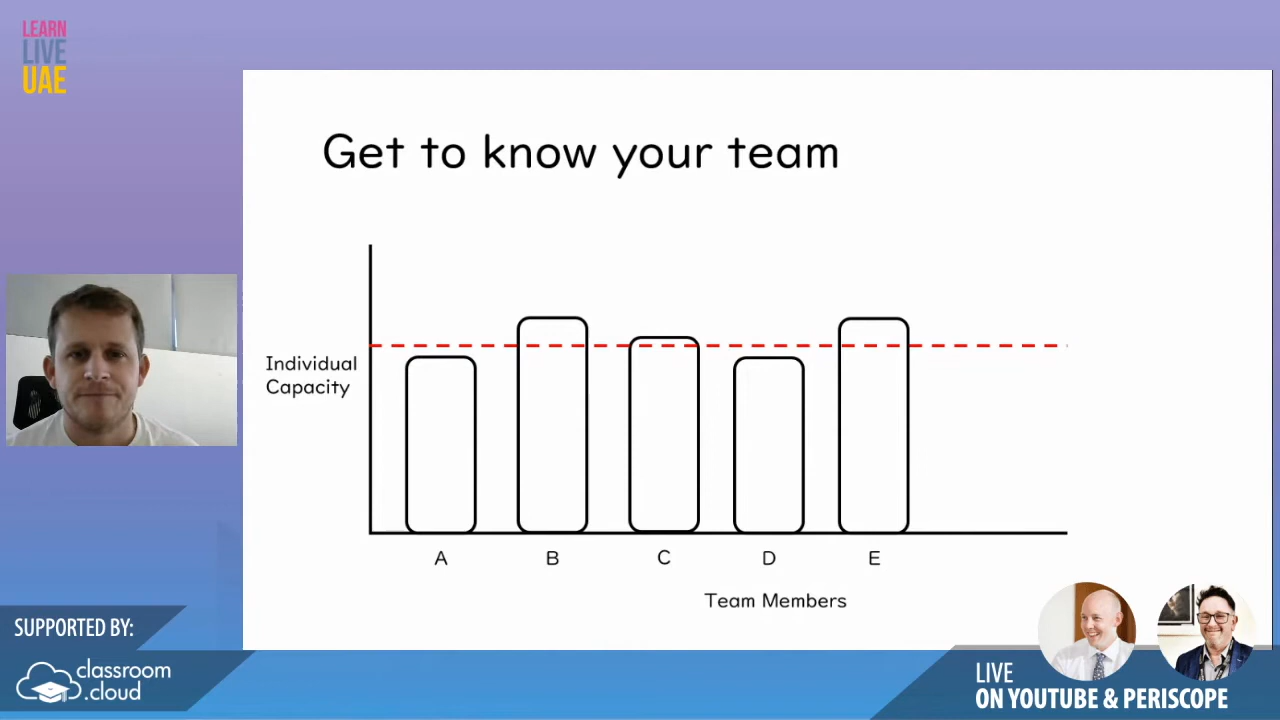 LEARN
LIVE
UAE
Get to know your team
Individual
Capacity
A B C D E
Team Members
SUPPORTED BY:
classroom
.cloud
LIVE
ON YOUTUBE & PERISCOPE